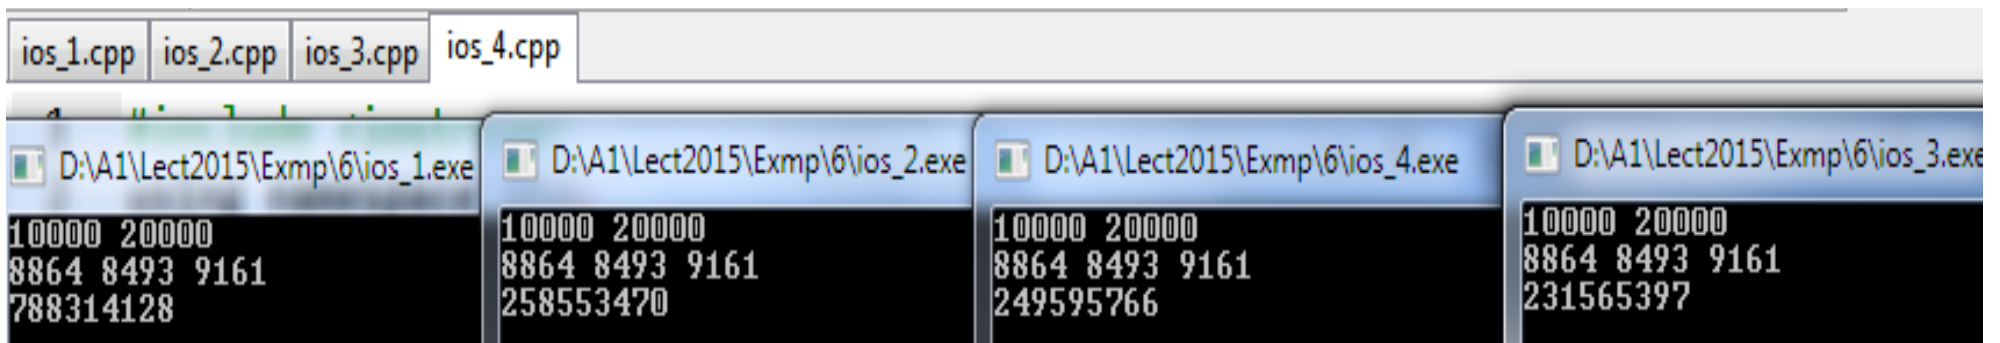 ios_1.cpp ios_2.cpp ios_3.cpp ios_4.cpp
D:\A1\Lect2015\Exmp\6\ios_1.exe
10000 20000
8864 8493 9161
788314128
D:\A1\Lect2015\Exmp\6\ios_2.exe
10000 20000
8864 8493 9161
258553470
D:\A1\Lect2015\Exmp\6\ios_4.exe
10000 20000
8864 8493 9161
249595766
D:\A1\Lect2015\Exmp\6\ios_3.exe
10000 20000
8864 8493 9161
231565397